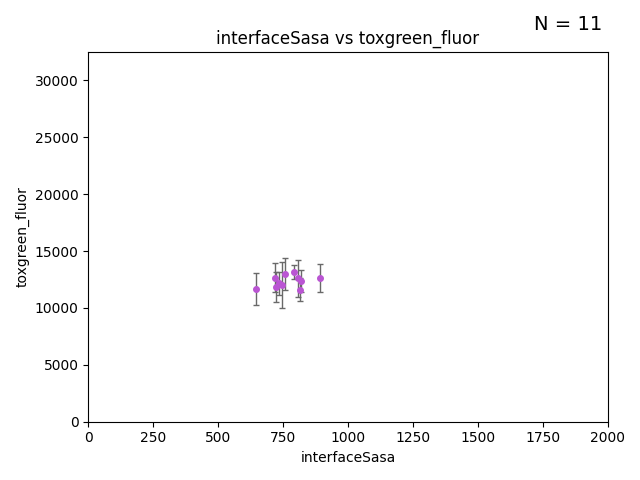 N = 11
interfaceSasa vs toxgreen_fluor
30000
25000
20000
15000
10000
5000
0
toxgreen_fluor
0 250 500 750 1000 1250 1500 1750 2000
interfaceSasa